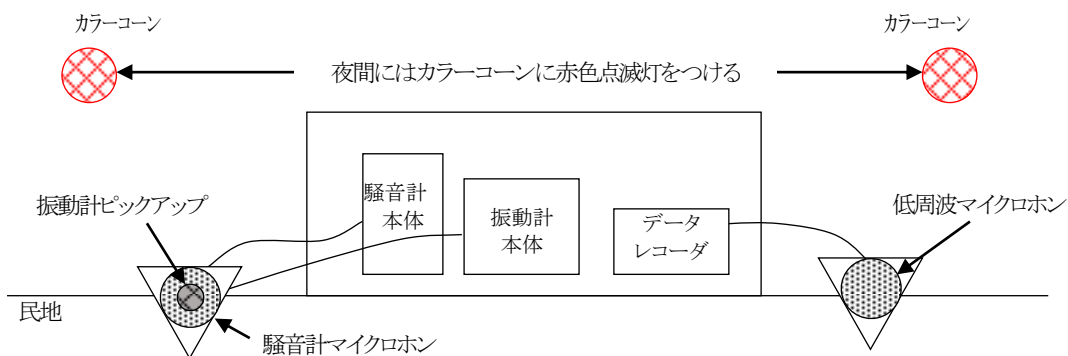 カラーコーン
カラーコーン
夜間にはカラーコーンに赤色点滅灯をつける
振動計ピックアップ
騒音計
本体
振動計
本体
データ
レコーダ
低周波マイクロホン
民地
騒音計マイクロホン